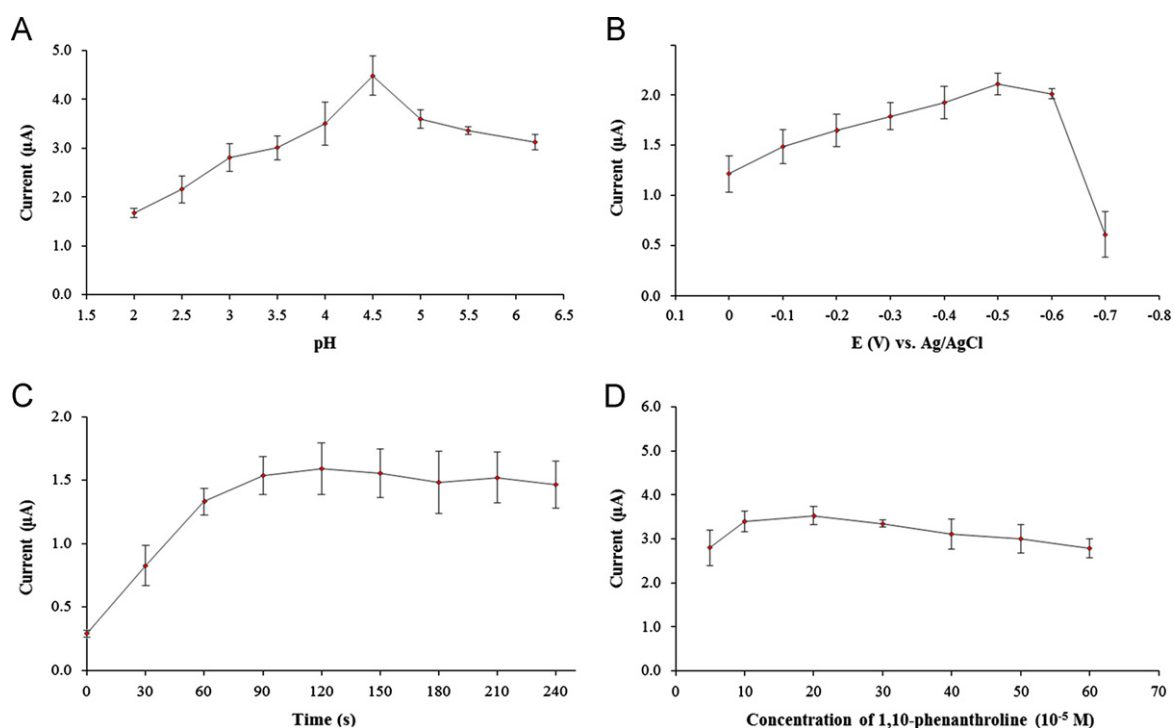 A
5.0
4.0
3.0
2.0
1.0
0.0
Current (µA)
1.5 2 2.5 3 3.5 4 4.5 5 5.5 6 6.5
pH
B
2.0
1.5
1.0
0.5
0.0
Current (µA)
0.1 0 -0.1 -0.2 -0.3 -0.4 -0.5 -0.6 -0.7 -0.8
E (V) vs. Ag/AgCl
C
2.0
1.5
1.0
0.5
0.0
Current (µA)
0 30 60 90 120 150 180 210 240
Time (s)
D
6.0
5.0
4.0
3.0
2.0
1.0
0.0
Current (µA)
0 10 20 30 40 50 60 70
Concentration of 1,10-phenanthroline (10⁻⁵ M)